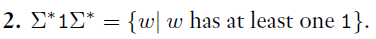 2. Σ*1Σ* = {w| w has at least one 1}.